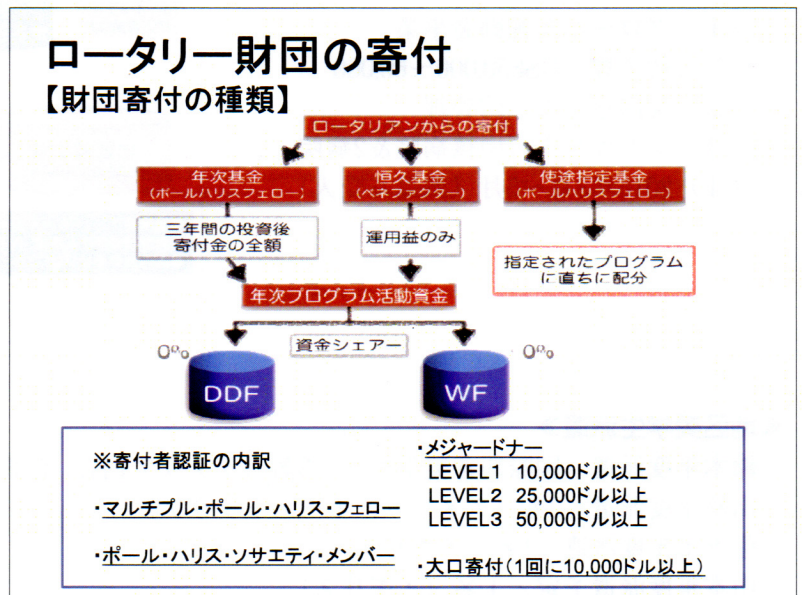 ロータリー財団の寄付
【財団寄付の種類】
ロータリアンからの寄付
年次基金
(ポールハリスフェロー)
恒久基金
(ベネファクター)
使途指定基金
(ポールハリスフェロー)
三年間の投資後
寄付金の全額
運用益のみ
指定されたプログラム
に直ちに配分
年次プログラム活動資金
資金シェアー
DDF
WF
※寄付者認証の内訳
・マルチプル・ポール・ハリス・フェロー
・ポール・ハリス・ソサエティ・メンバー
・メジャードナー
LEVEL1 10,000ドル以上
LEVEL2 25,000ドル以上
LEVEL3 50,000ドル以上
・大口寄付(1回に10,000ドル以上)